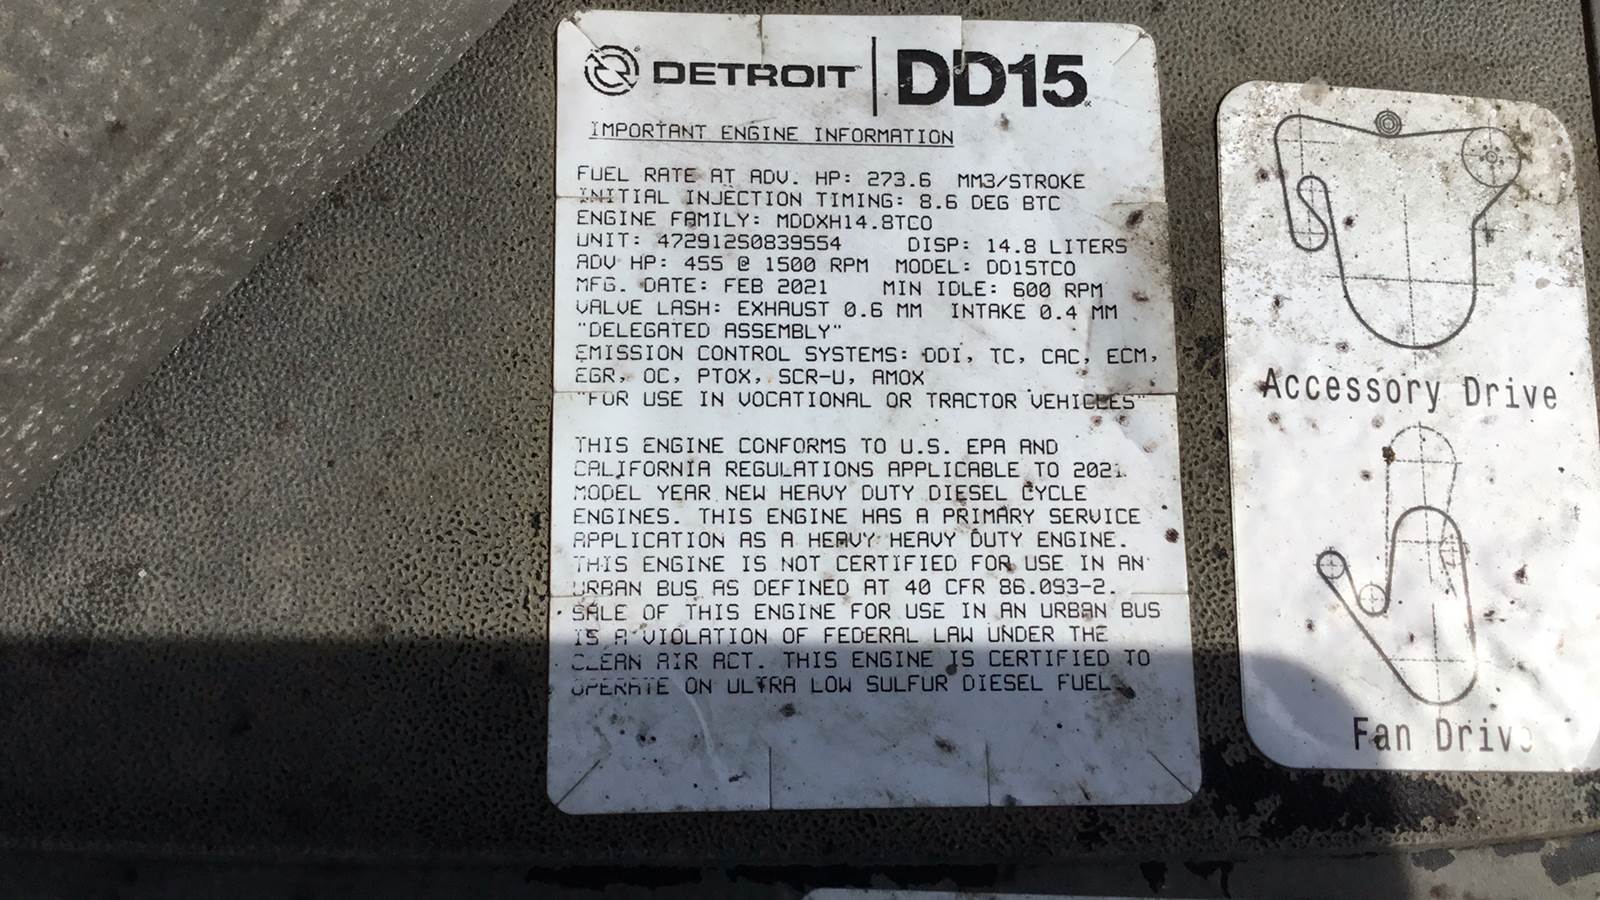 DETROIT DD15
IMPORTANT ENGINE INFORMATION
FUEL RATE AT ADV. HP: 273.6 MM3/STROKE
INITIAL INJECTION TIMING: 8.6 DEG BTC
ENGINE FAMILY: MDDXH14.8TCO
UNIT: 472912S0839554 DISP: 14.8 LITERS
ADV HP: 455 @ 1500 RPM MODEL: DD15TCO
MFG. DATE: FEB 2021 MIN IDLE: 600 RPM
VALVE LASH: EXHAUST 0.6 MM INTAKE 0.4 MM
"DELEGATED ASSEMBLY"
EMISSION CONTROL SYSTEMS: DDI, TC, CAC, ECM,
EGR, OC, PTOX, SCR-U, AMOX
"FOR USE IN VOCATIONAL OR TRACTOR VEHICLES"
THIS ENGINE CONFORMS TO U.S. EPA AND
CALIFORNIA REGULATIONS APPLICABLE TO 2021
MODEL YEAR NEW HEAVY DUTY DIESEL CYCLE
ENGINES. THIS ENGINE HAS A PRIMARY SERVICE
APPLICATION AS A HEAVY HEAVY DUTY ENGINE.
THIS ENGINE IS NOT CERTIFIED FOR USE IN AN
URBAN BUS AS DEFINED AT 40 CFR 86.093-2.
SALE OF THIS ENGINE FOR USE IN AN URBAN BUS
IS A VIOLATION OF FEDERAL LAW UNDER THE
CLEAN AIR ACT. THIS ENGINE IS CERTIFIED TO
OPERATE ON ULTRA LOW SULFUR DIESEL FUEL.
Accessory Drive
Fan Drive